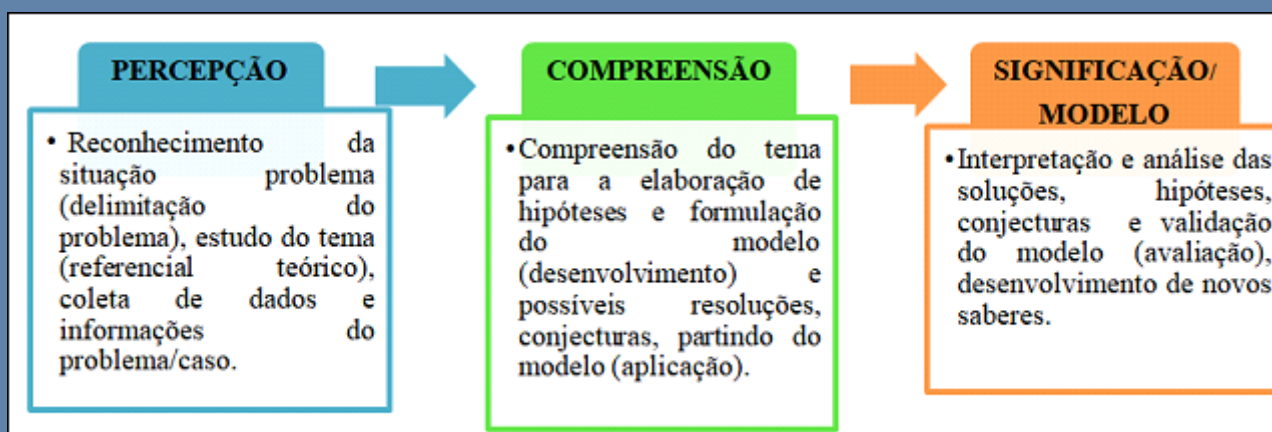 PERCEPÇÃO
• Reconhecimento da
situação problema
(delimitação do
problema), estudo do tema
(referencial teórico),
coleta de dados e
informações do
problema/caso.
COMPREENSÃO
•Compreensão do tema
para a elaboração de
hipóteses e formulação
do modelo
(desenvolvimento) e
possíveis resoluções,
conjecturas, partindo do
modelo (aplicação).
SIGNIFICAÇÃO/
MODELO
•Interpretação e análise das
soluções, hipóteses,
conjecturas e validação
do modelo (avaliação),
desenvolvimento de novos
saberes.